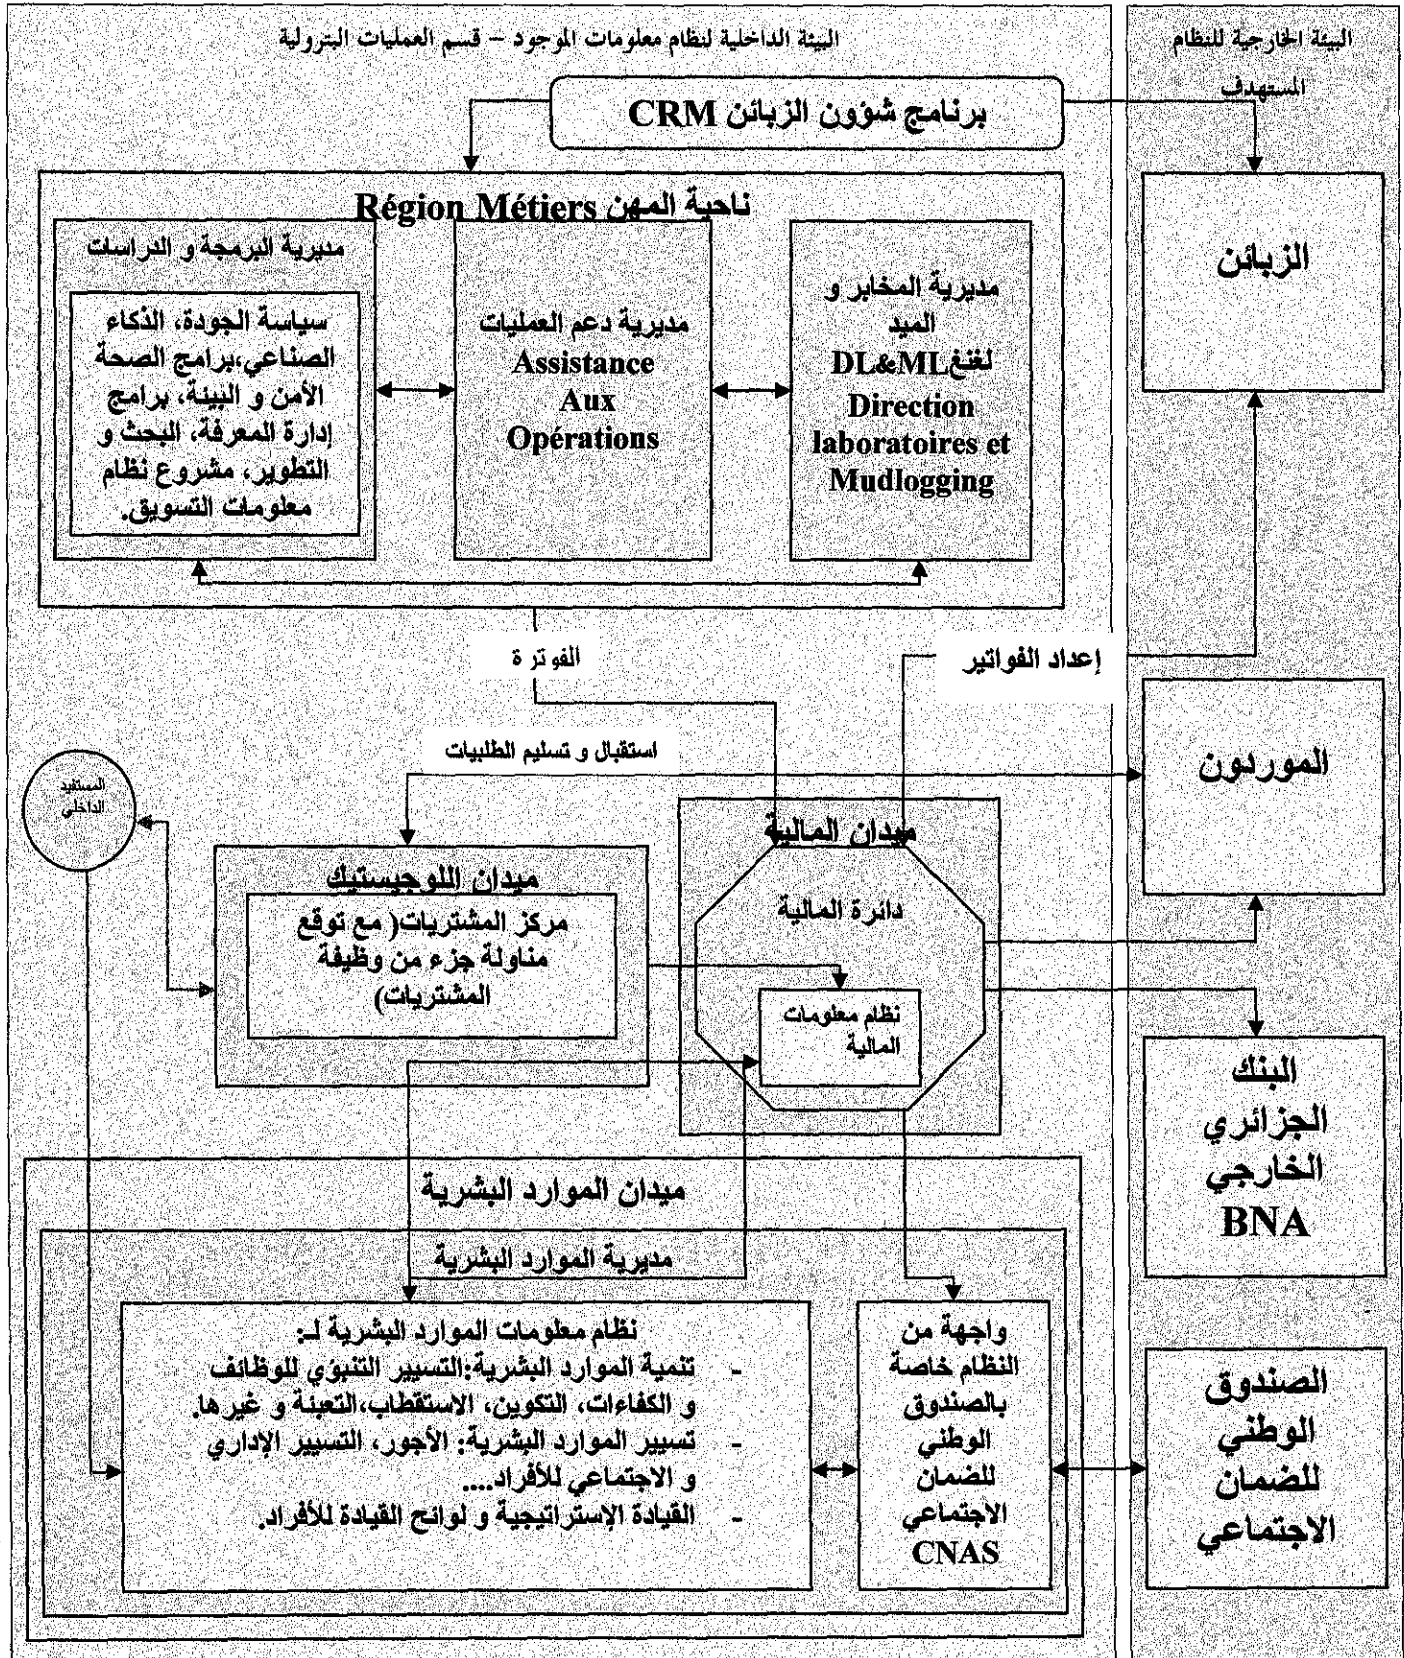 البيئة الخارجية للنظام
المستهدف
البيئة الداخلية لنظام معلومات الموجود – قسم العمليات البترولية
برنامج شؤون الزبائن CRM
ناحية المهن Région Métiers
مديرية المخابر و
الميد
لغنغDL&ML
Direction
laboratoires et
Mudlogging
مديرية دعم العمليات
Assistance
Aux
Opérations
مديرية البرمجة و الدراسات
سياسة الجودة، الذكاء
الصناعي،برامج الصحة
الأمن و البيئة، برامج
إدارة المعرفة، البحث و
التطوير، مشروع نظام
معلومات التسويق.
الزبائن
إعداد الفواتير
الفوترة
استقبال و تسليم الطلبيات
الموردون
المستفيد
الداخلي
ميدان المالية
دائرة المالية
نظام معلومات
المالية
ميدان اللوجيستيك
مركز المشتريات( مع توقع
مناولة جزء من وظيفة
المشتريات)
البنك
الجزائري
الخارجي
BNA
ميدان الموارد البشرية
مديرية الموارد البشرية
نظام معلومات الموارد البشرية لـ:
- تنمية الموارد البشرية:التسيير التنبؤي للوظائف
و الكفاءات، التكوين، الاستقطاب،التعبئة و غيرها.
- تسيير الموارد البشرية: الأجور، التسيير الإداري
و الاجتماعي للأفراد....
- القيادة الإستراتيجية و لوائح القيادة للأفراد.
واجهة من
النظام خاصة
بالصندوق
الوطني
للضمان
الاجتماعي
CNAS
الصندوق
الوطني
للضمان
الاجتماعي